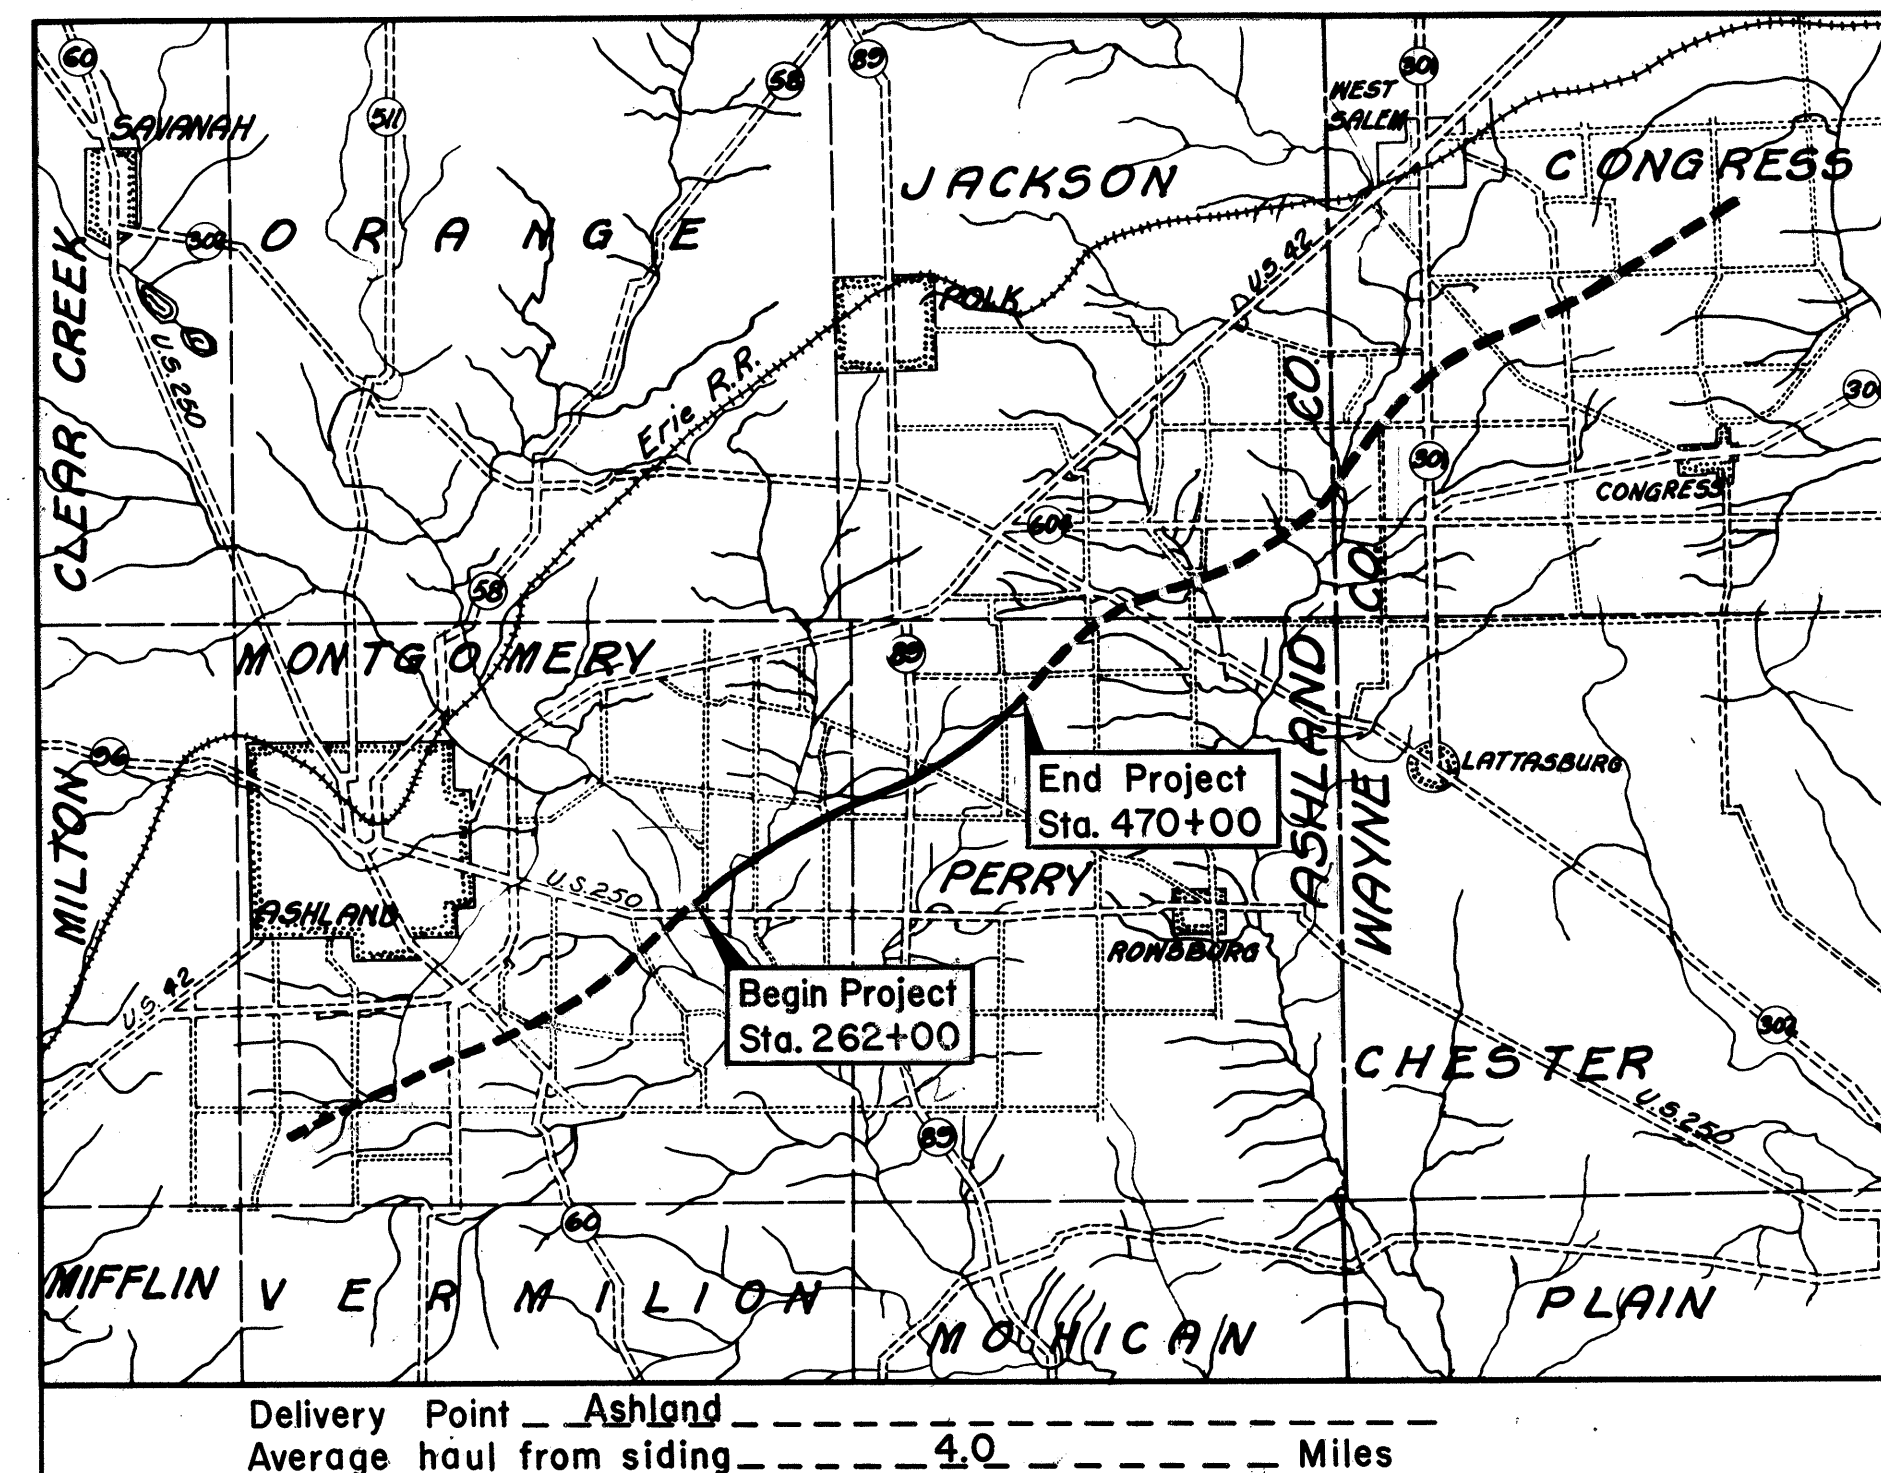 60
89
301
58
WEST
SALEM
511
SAVANAH
JACKSON
CONGRESS
302
ORANGE
U.S. 42
POLK
CLEAR CREEK
U.S. 250
Erie R.R.
CO.
301
CONGRESS
604
58
CO.
MONTGOMERY
89
ASHLAND
WAYNE
96
LATTASBURG
End Project
Sta. 470+00
MILTON
PERRY
U.S. 250
ASHLAND
ROWSBURG
U.S. 42
Begin Project
Sta. 262+00
302
CHESTER
U.S. 250
89
60
MIFFLIN
VERMILION
PLAIN
MOHICAN
Delivery Point Ashland
Average haul from siding 4.0 Miles